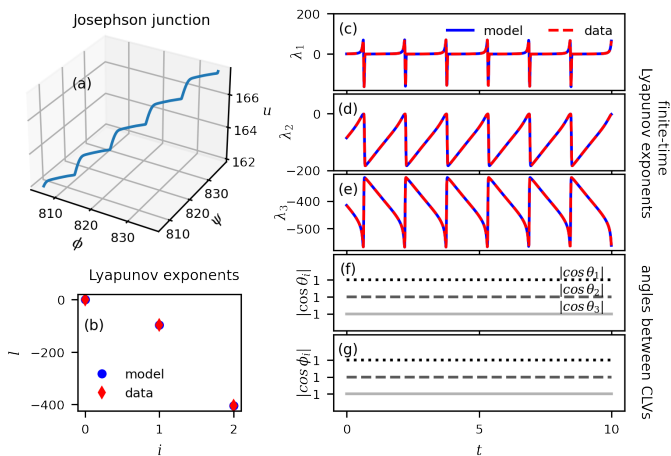 Josephson junction
(a)
166
164
162
u
810
820
830
ϕ
810
820
830
ψ
Lyapunov exponents
0
−200
−400
l
(b)
model
data
0
1
2
i
(c)
model
data
200
0
λ₁
(d)
0
−200
λ₂
(e)
−400
−500
λ₃
finite-time
Lyapunov exponents
(f)
|cos θᵢ|
1
1
1
|cos θ₁|
|cos θ₂|
|cos θ₃|
(g)
|cos ϕᵢ|
1
1
1
angles between CLVs
0
5
10
t